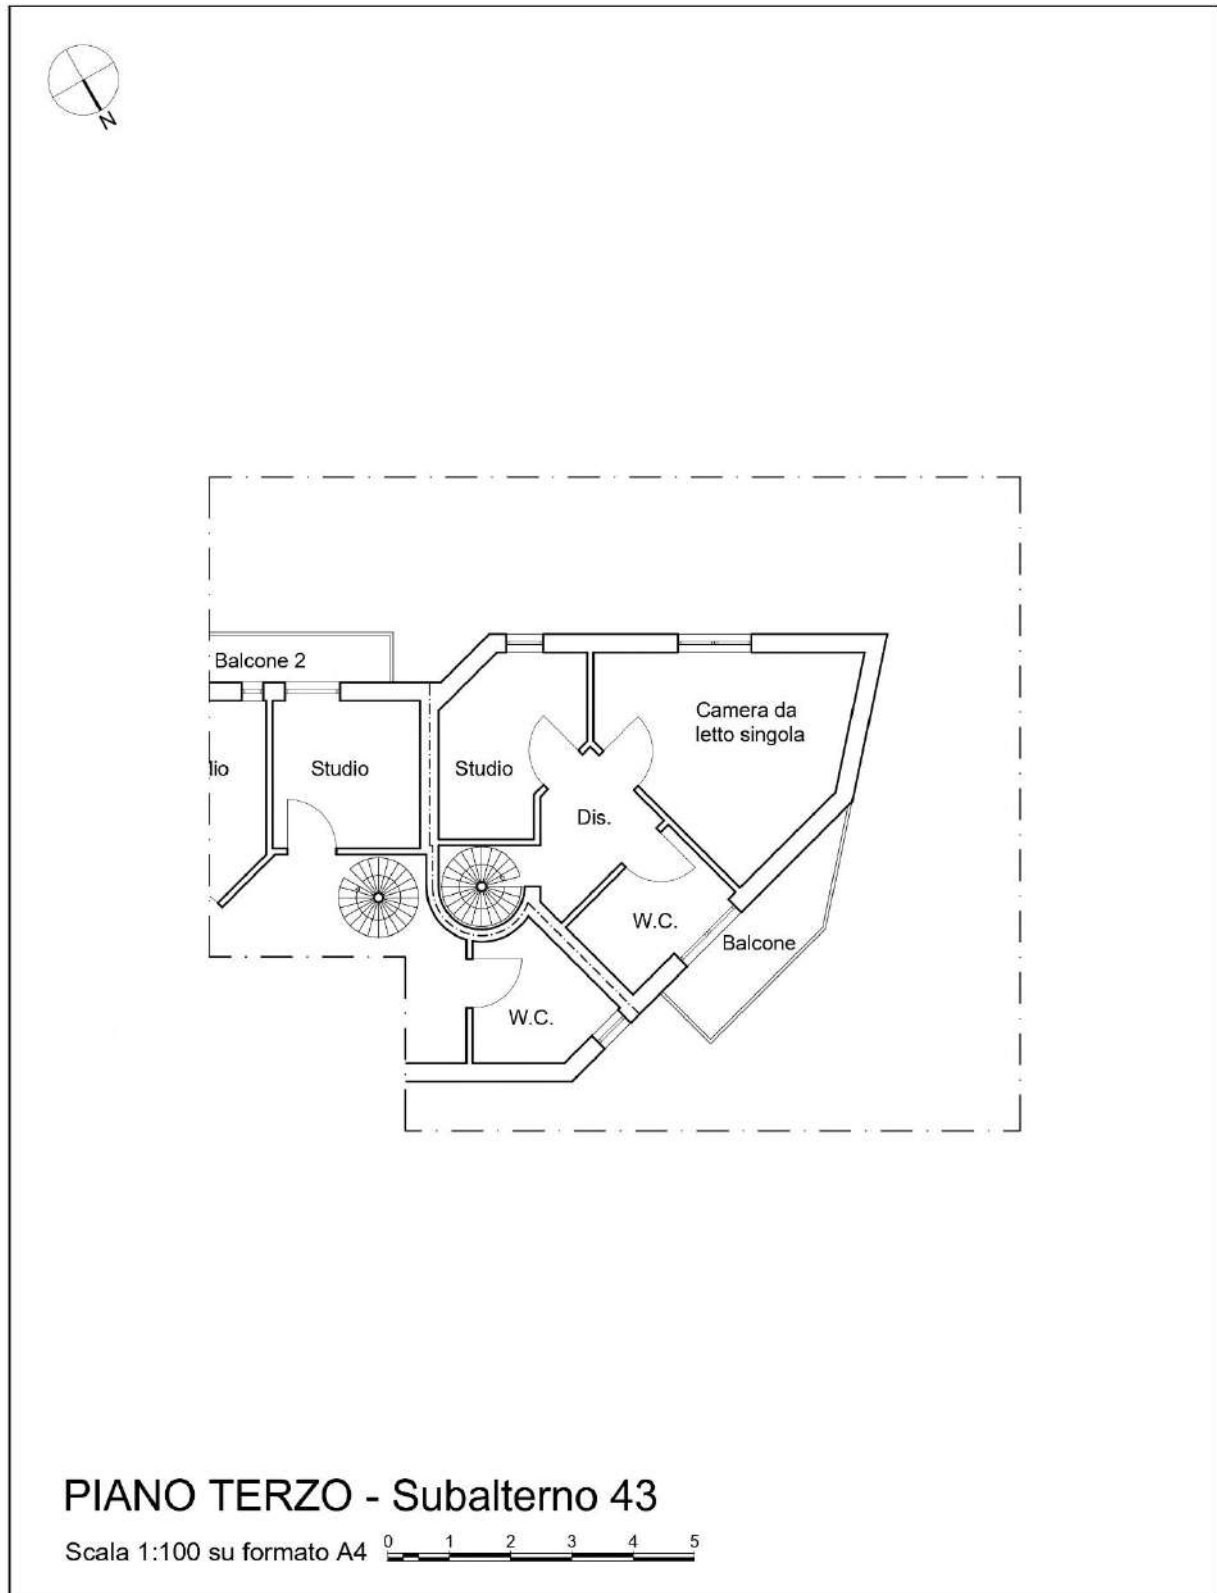 N
Balcone 2
Camera da
letto singola
Studio
Studio
Dis.
W.C.
Balcone
W.C.
PIANO TERZO - Subalterno 43
Scala 1:100 su formato A4
0 1 2 3 4 5